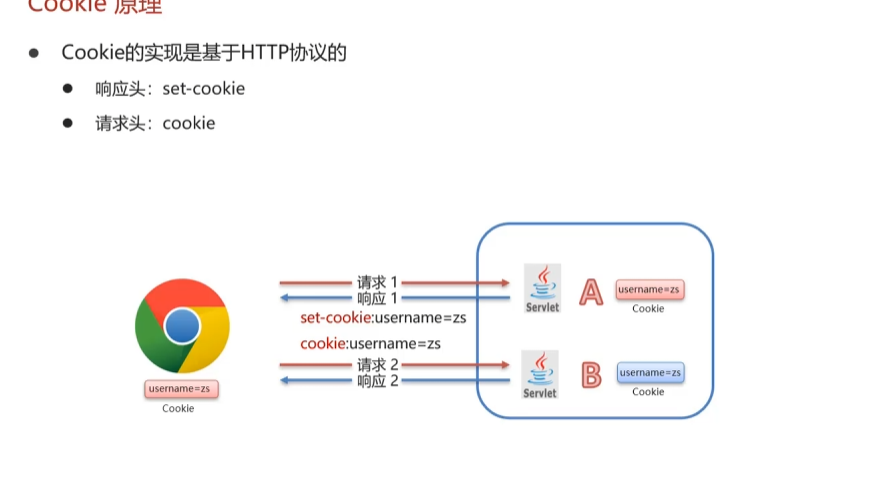 Cookie 原理
Cookie的实现是基于HTTP协议的
响应头：set-cookie
请求头：cookie
请求 1
响应 1
set-cookie:username=zs
cookie:username=zs
请求 2
响应 2
username=zs
Cookie
Servlet
A
username=zs
Cookie
Servlet
B
username=zs
Cookie